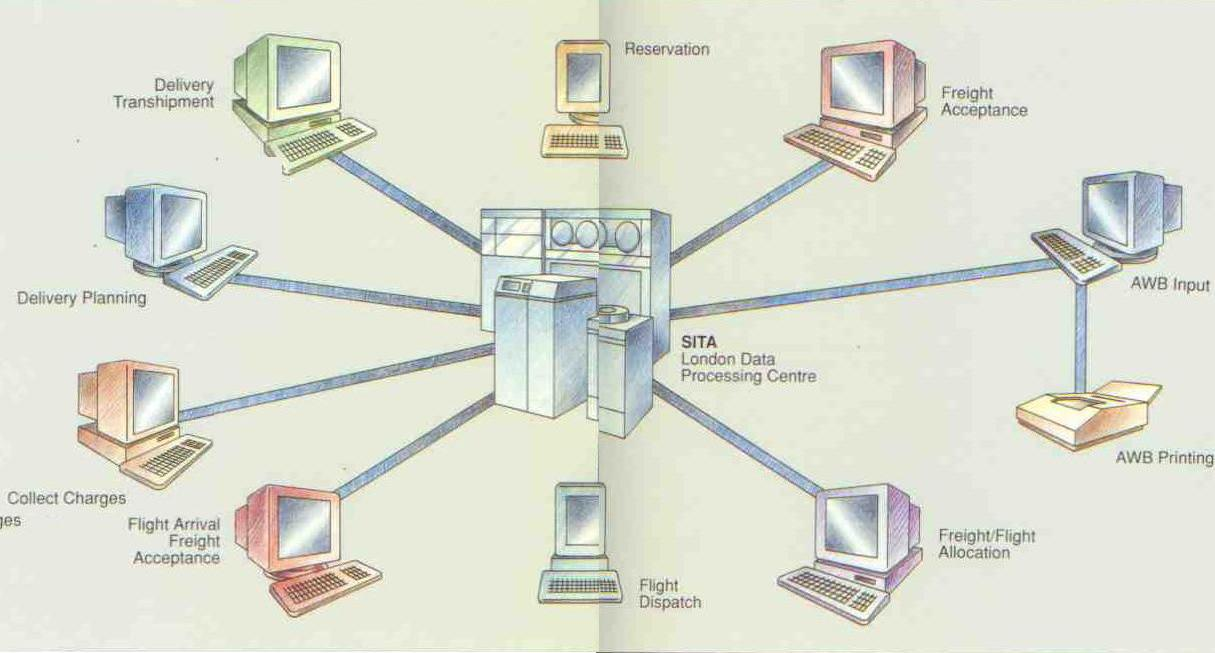 Reservation
Delivery
Transhipment
Freight
Acceptance
Delivery Planning
AWB Input
SITA
London Data
Processing Centre
AWB Printing
Collect Charges
ges
Flight Arrival
Freight
Acceptance
Freight/Flight
Allocation
Flight
Dispatch